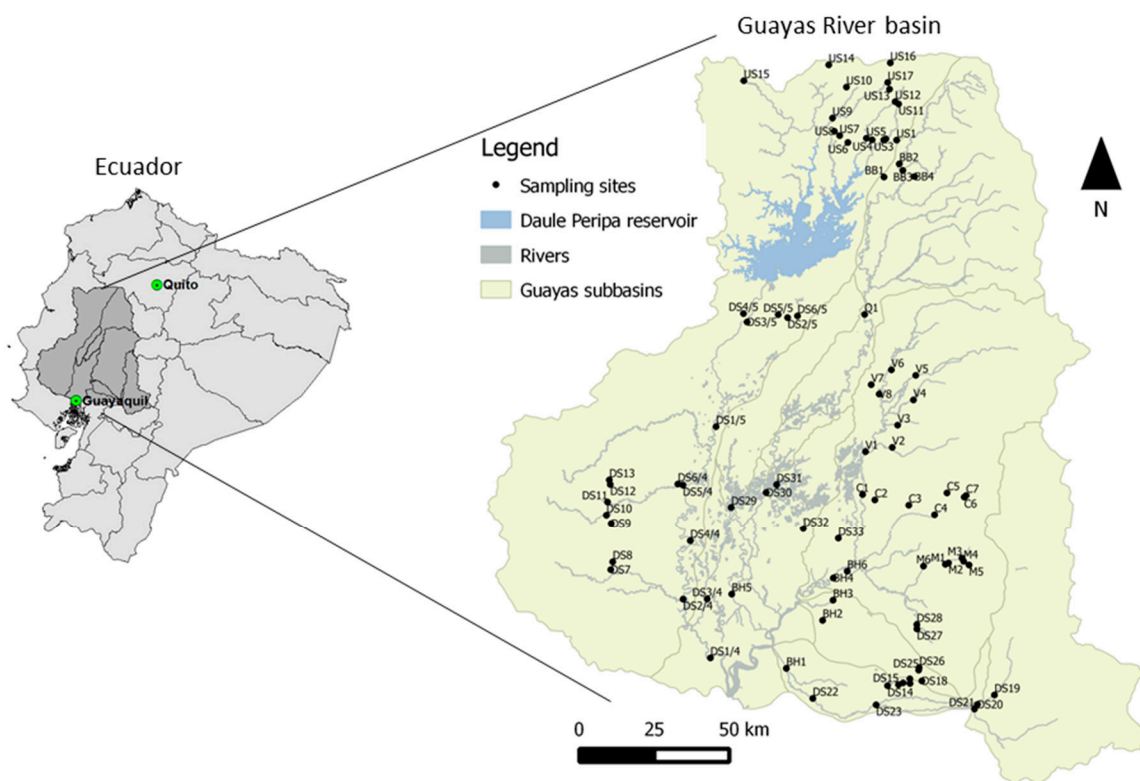 Guayas River basin
Ecuador
Quito
Guayaquil
Legend
Sampling sites
Daule Peripa reservoir
Rivers
Guayas subbasins
N
US14
US16
US15
US10
US17
US13
US12
US11
US9
US8
US7
US6
US5
US4
US3
US1
BB2
BB1
BB3
BB4
DS4/5
DS5/5
DS6/5
DS3/5
DS2/5
Q1
V6
V7
V5
V8
V4
DS1/5
V3
V1
V2
DS13
DS12
DS6/4
DS5/4
DS31
DS30
DS11
DS10
DS9
DS29
C1
C2
C5
C7
C6
C3
C4
DS4/4
DS32
DS33
DS8
DS7
BH6
BH4
M6
M1
M3
M4
M2
M5
DS3/4
DS2/4
BH5
BH3
BH2
DS28
DS27
DS1/4
BH1
DS25
DS26
DS15
DS18
DS14
DS22
DS23
DS19
DS21
DS20
0 25 50 km